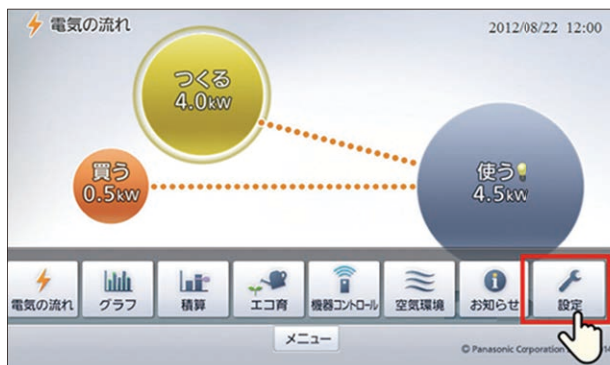 電気の流れ
2012/08/22 12:00
つくる
4.0kW
買う
0.5kW
使う
4.5kW
電気の流れ
グラフ
積算
エコ育
機器コントロール
空気環境
お知らせ
設定
メニュー
© Panasonic Corporation